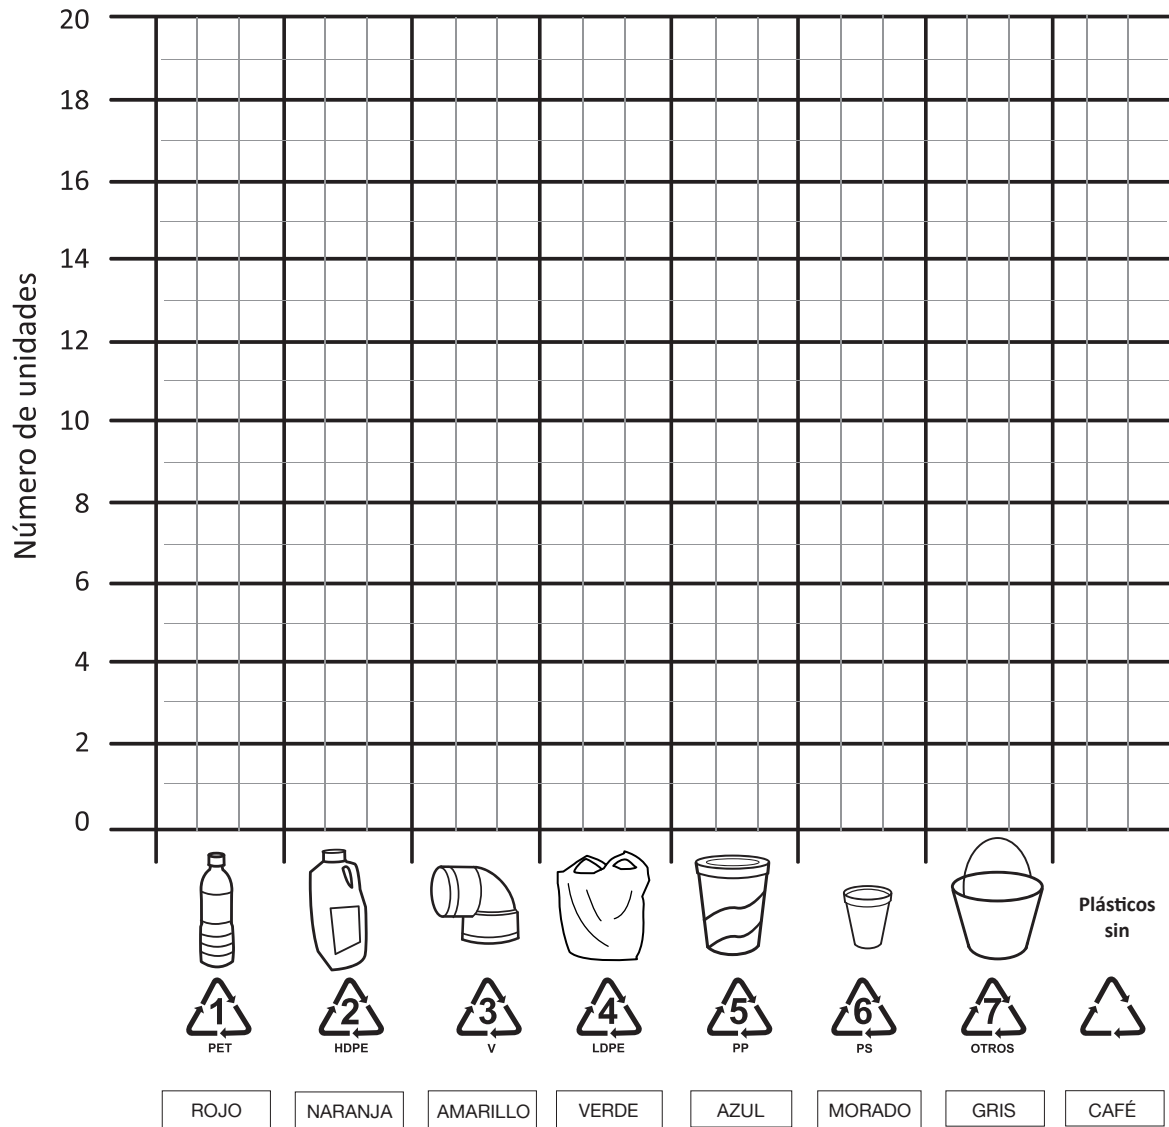 20
18
16
14
12
10
8
6
4
2
0
Número de unidades
Plásticos
sin
1 2 3 4 5 6 7
PET HDPE V LDPE PP PS OTROS
ROJO NARANJA AMARILLO VERDE AZUL MORADO GRIS CAFÉ